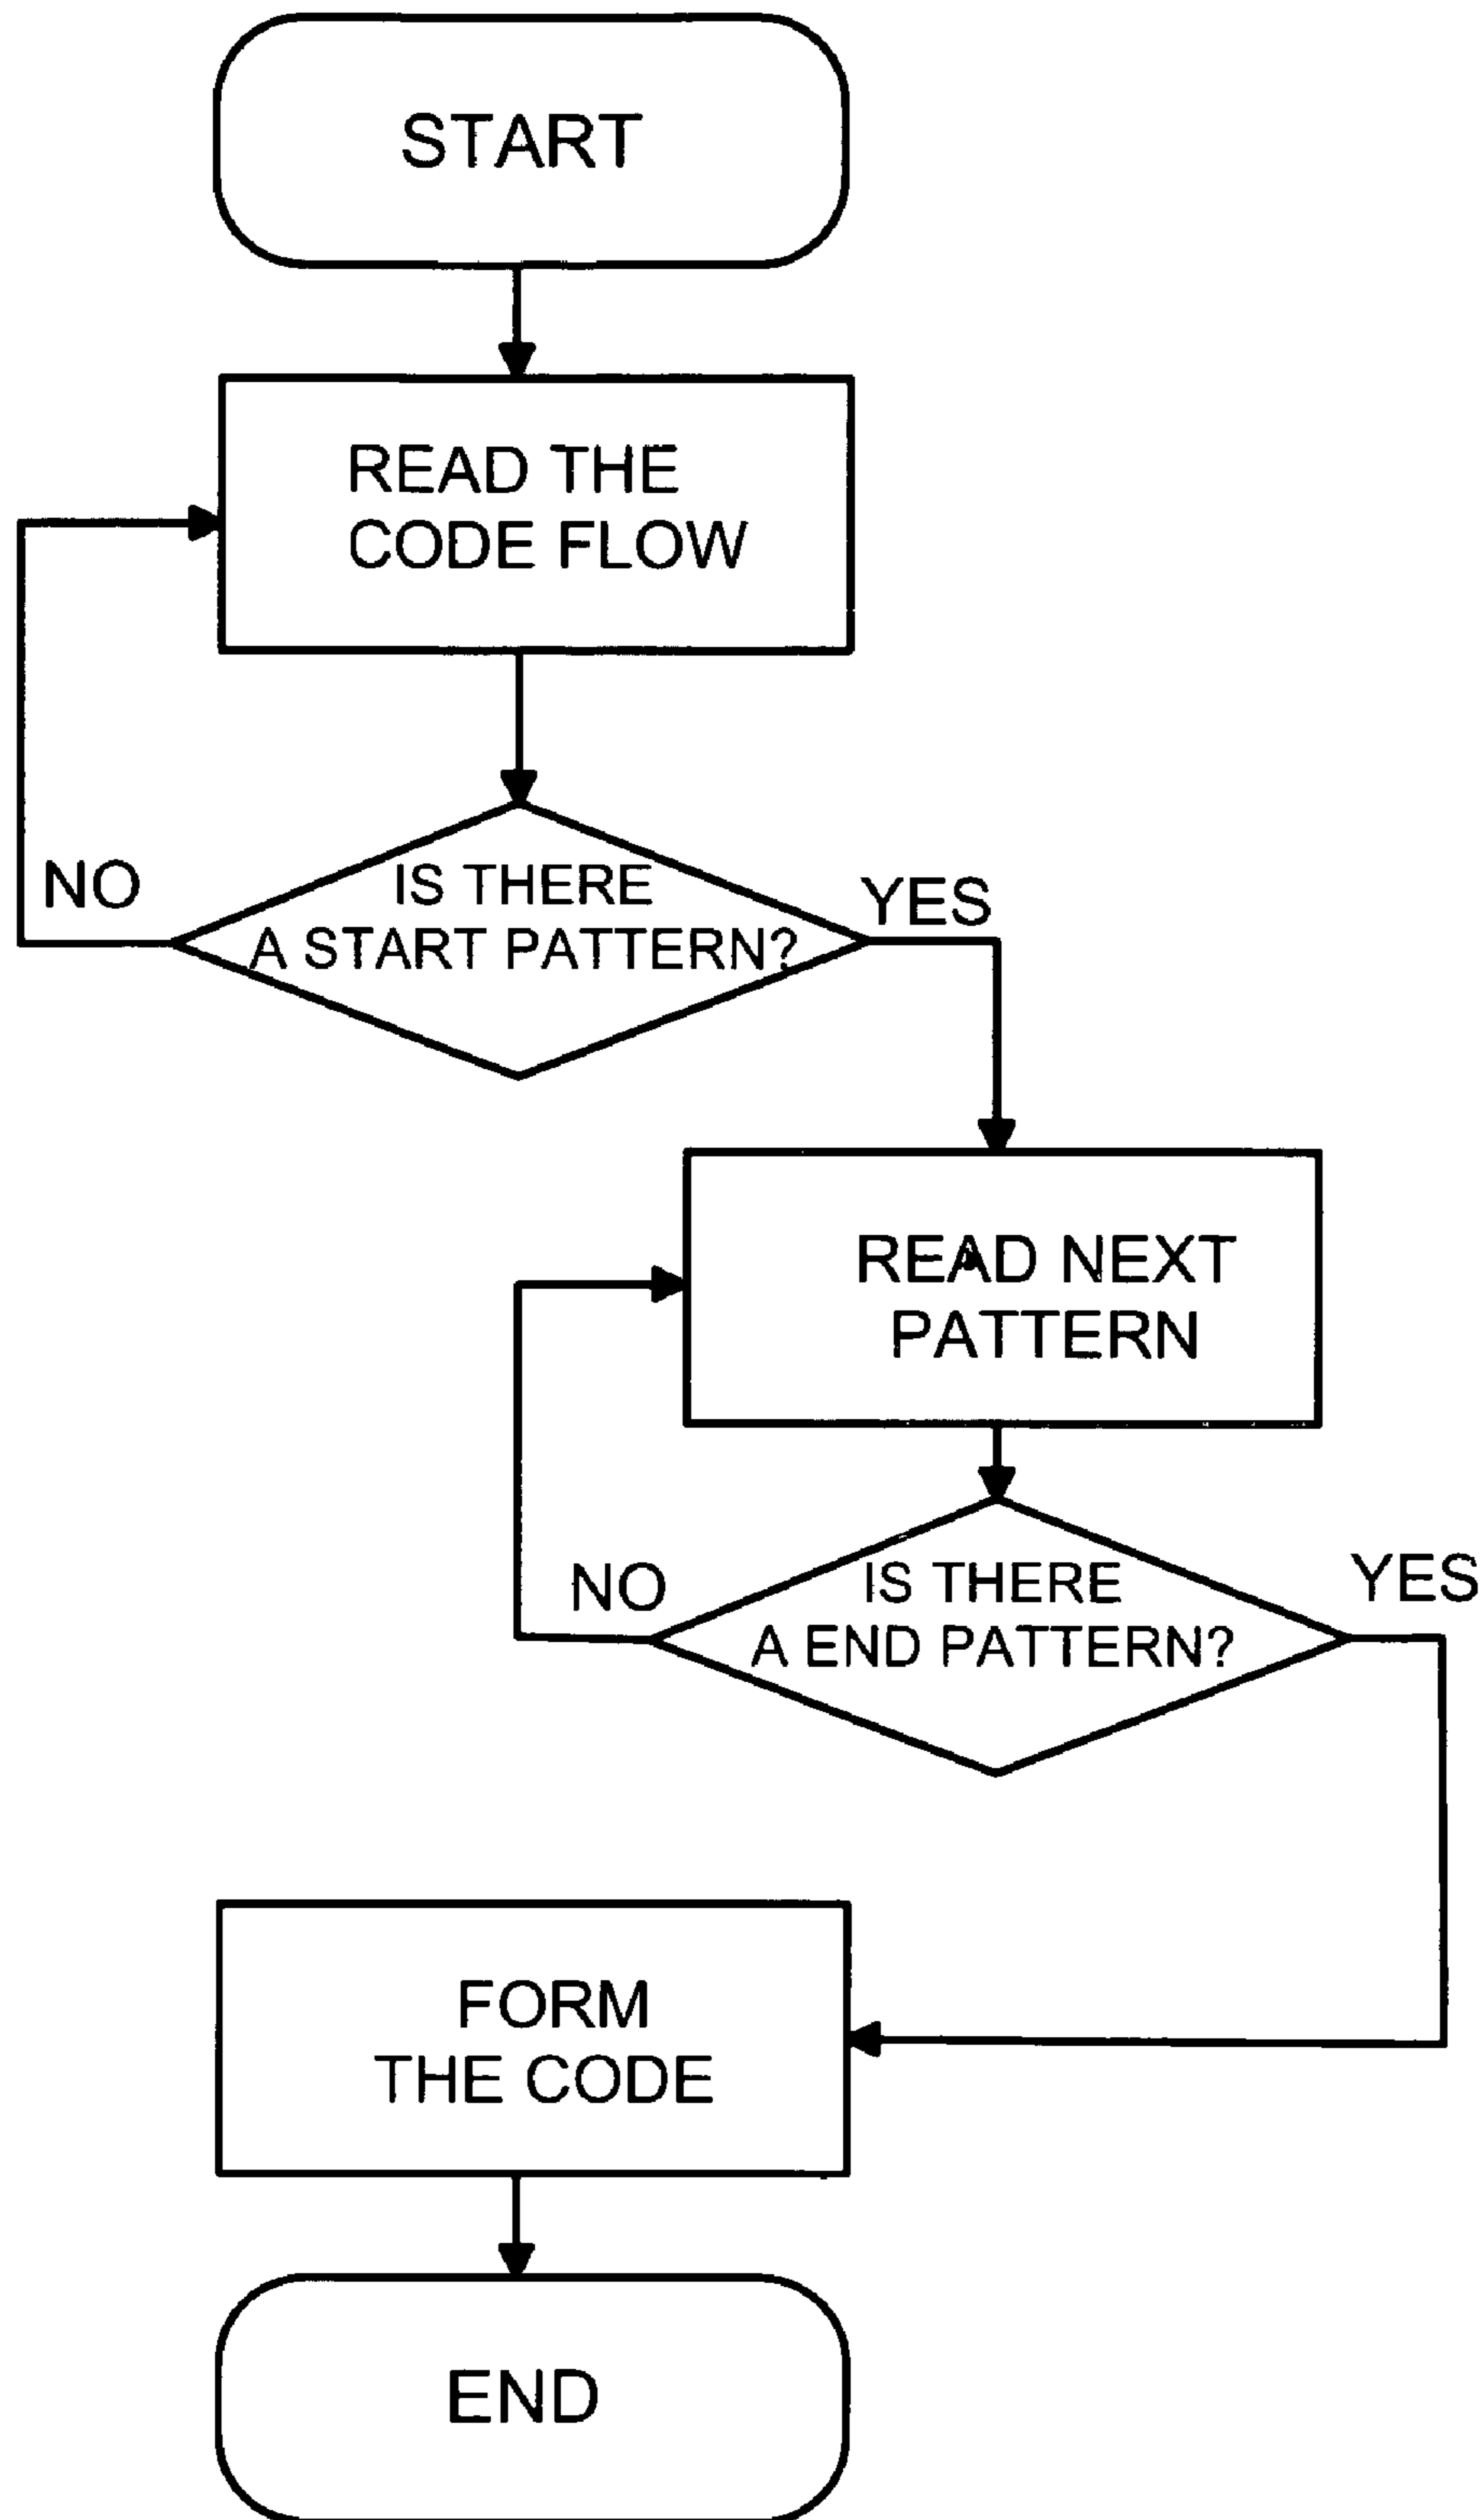 START
READ THE
CODE FLOW
NO
IS THERE
A START PATTERN?
YES
READ NEXT
PATTERN
NO
IS THERE
A END PATTERN?
YES
FORM
THE CODE
END